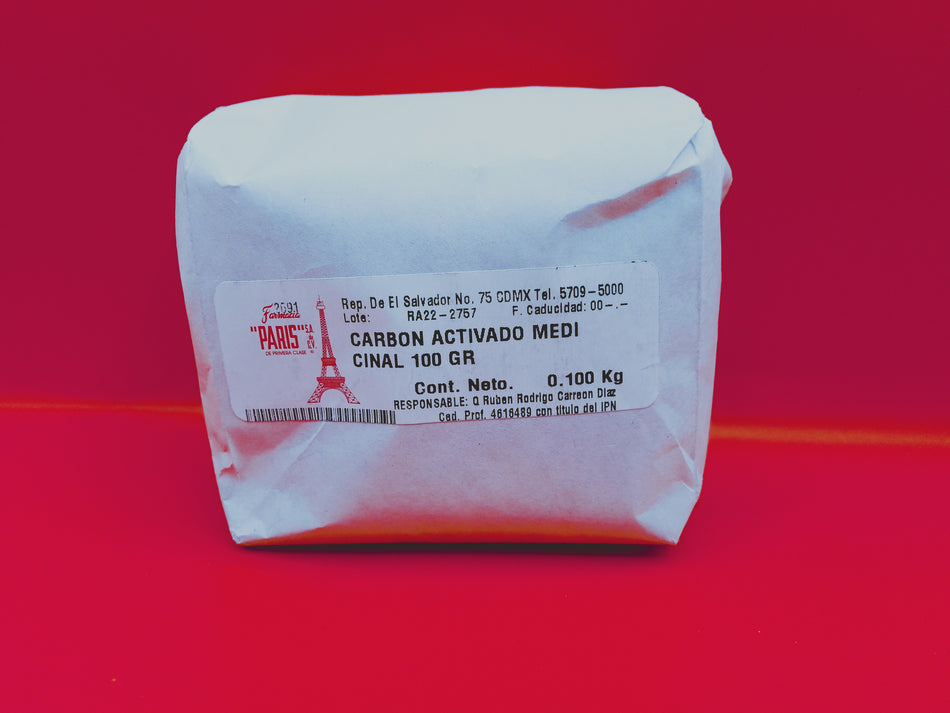 2691
Farmacia
"PARIS" S.A. de C.V.
DE PRIMERA CLASE
Rep. De El Salvador No. 75 CDMX Tel. 5709-5000
Lote: RA22-2757 F. Caducidad: 00-.-
CARBON ACTIVADO MEDI
CINAL 100 GR
Cont. Neto. 0.100 Kg
RESPONSABLE: Q Ruben Rodrigo Carreon Diaz
Ced. Prof. 4616489 con titulo del IPN